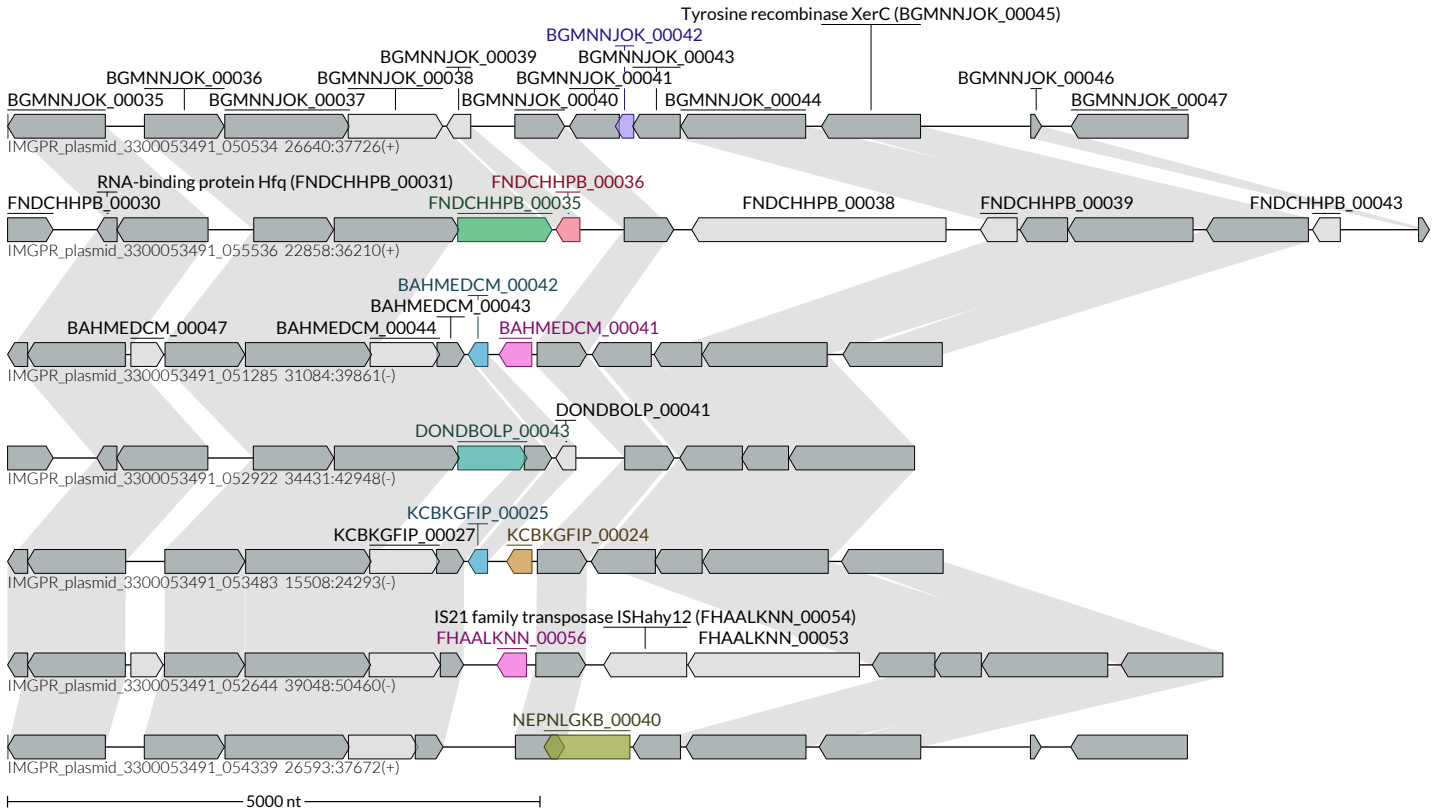 Tyrosine recombinase XerC (BGMNNJOK_00045)
BGMNNJOK_00042
BGMNNJOK_00039 BGMNNJOK_00043
BGMNNJOK_00036 BGMNNJOK_00038 BGMNNJOK_00041 BGMNNJOK_00046
BGMNNJOK_00035 BGMNNJOK_00037 BGMNNJOK_00040 BGMNNJOK_00044 BGMNNJOK_00047
IMGPR_plasmid_3300053491_050534 26640:37726(+)
RNA-binding protein Hfq (FNDCHHPB_00031) FNDCHHPB_00036
FNDCHHPB_00030 FNDCHHPB_00035 FNDCHHPB_00038 FNDCHHPB_00039 FNDCHHPB_00043
IMGPR_plasmid_3300053491_055536 22858:36210(+)
BAHMEDCM_00042
BAHMEDCM_00043
BAHMEDCM_00047 BAHMEDCM_00044 BAHMEDCM_00041
IMGPR_plasmid_3300053491_051285 31084:39861(-)
DONDBOLP_00041
DONDBOLP_00043
IMGPR_plasmid_3300053491_052922 34431:42948(-)
KCBKGFIP_00025
KCBKGFIP_00027 KCBKGFIP_00024
IMGPR_plasmid_3300053491_053483 15508:24293(-)
IS21 family transposase ISHahy12 (FHAALKNN_00054)
FHAALKNN_00056 FHAALKNN_00053
IMGPR_plasmid_3300053491_052644 39048:50460(-)
NEPNLGKB_00040
IMGPR_plasmid_3300053491_054339 26593:37672(+)
5000 nt